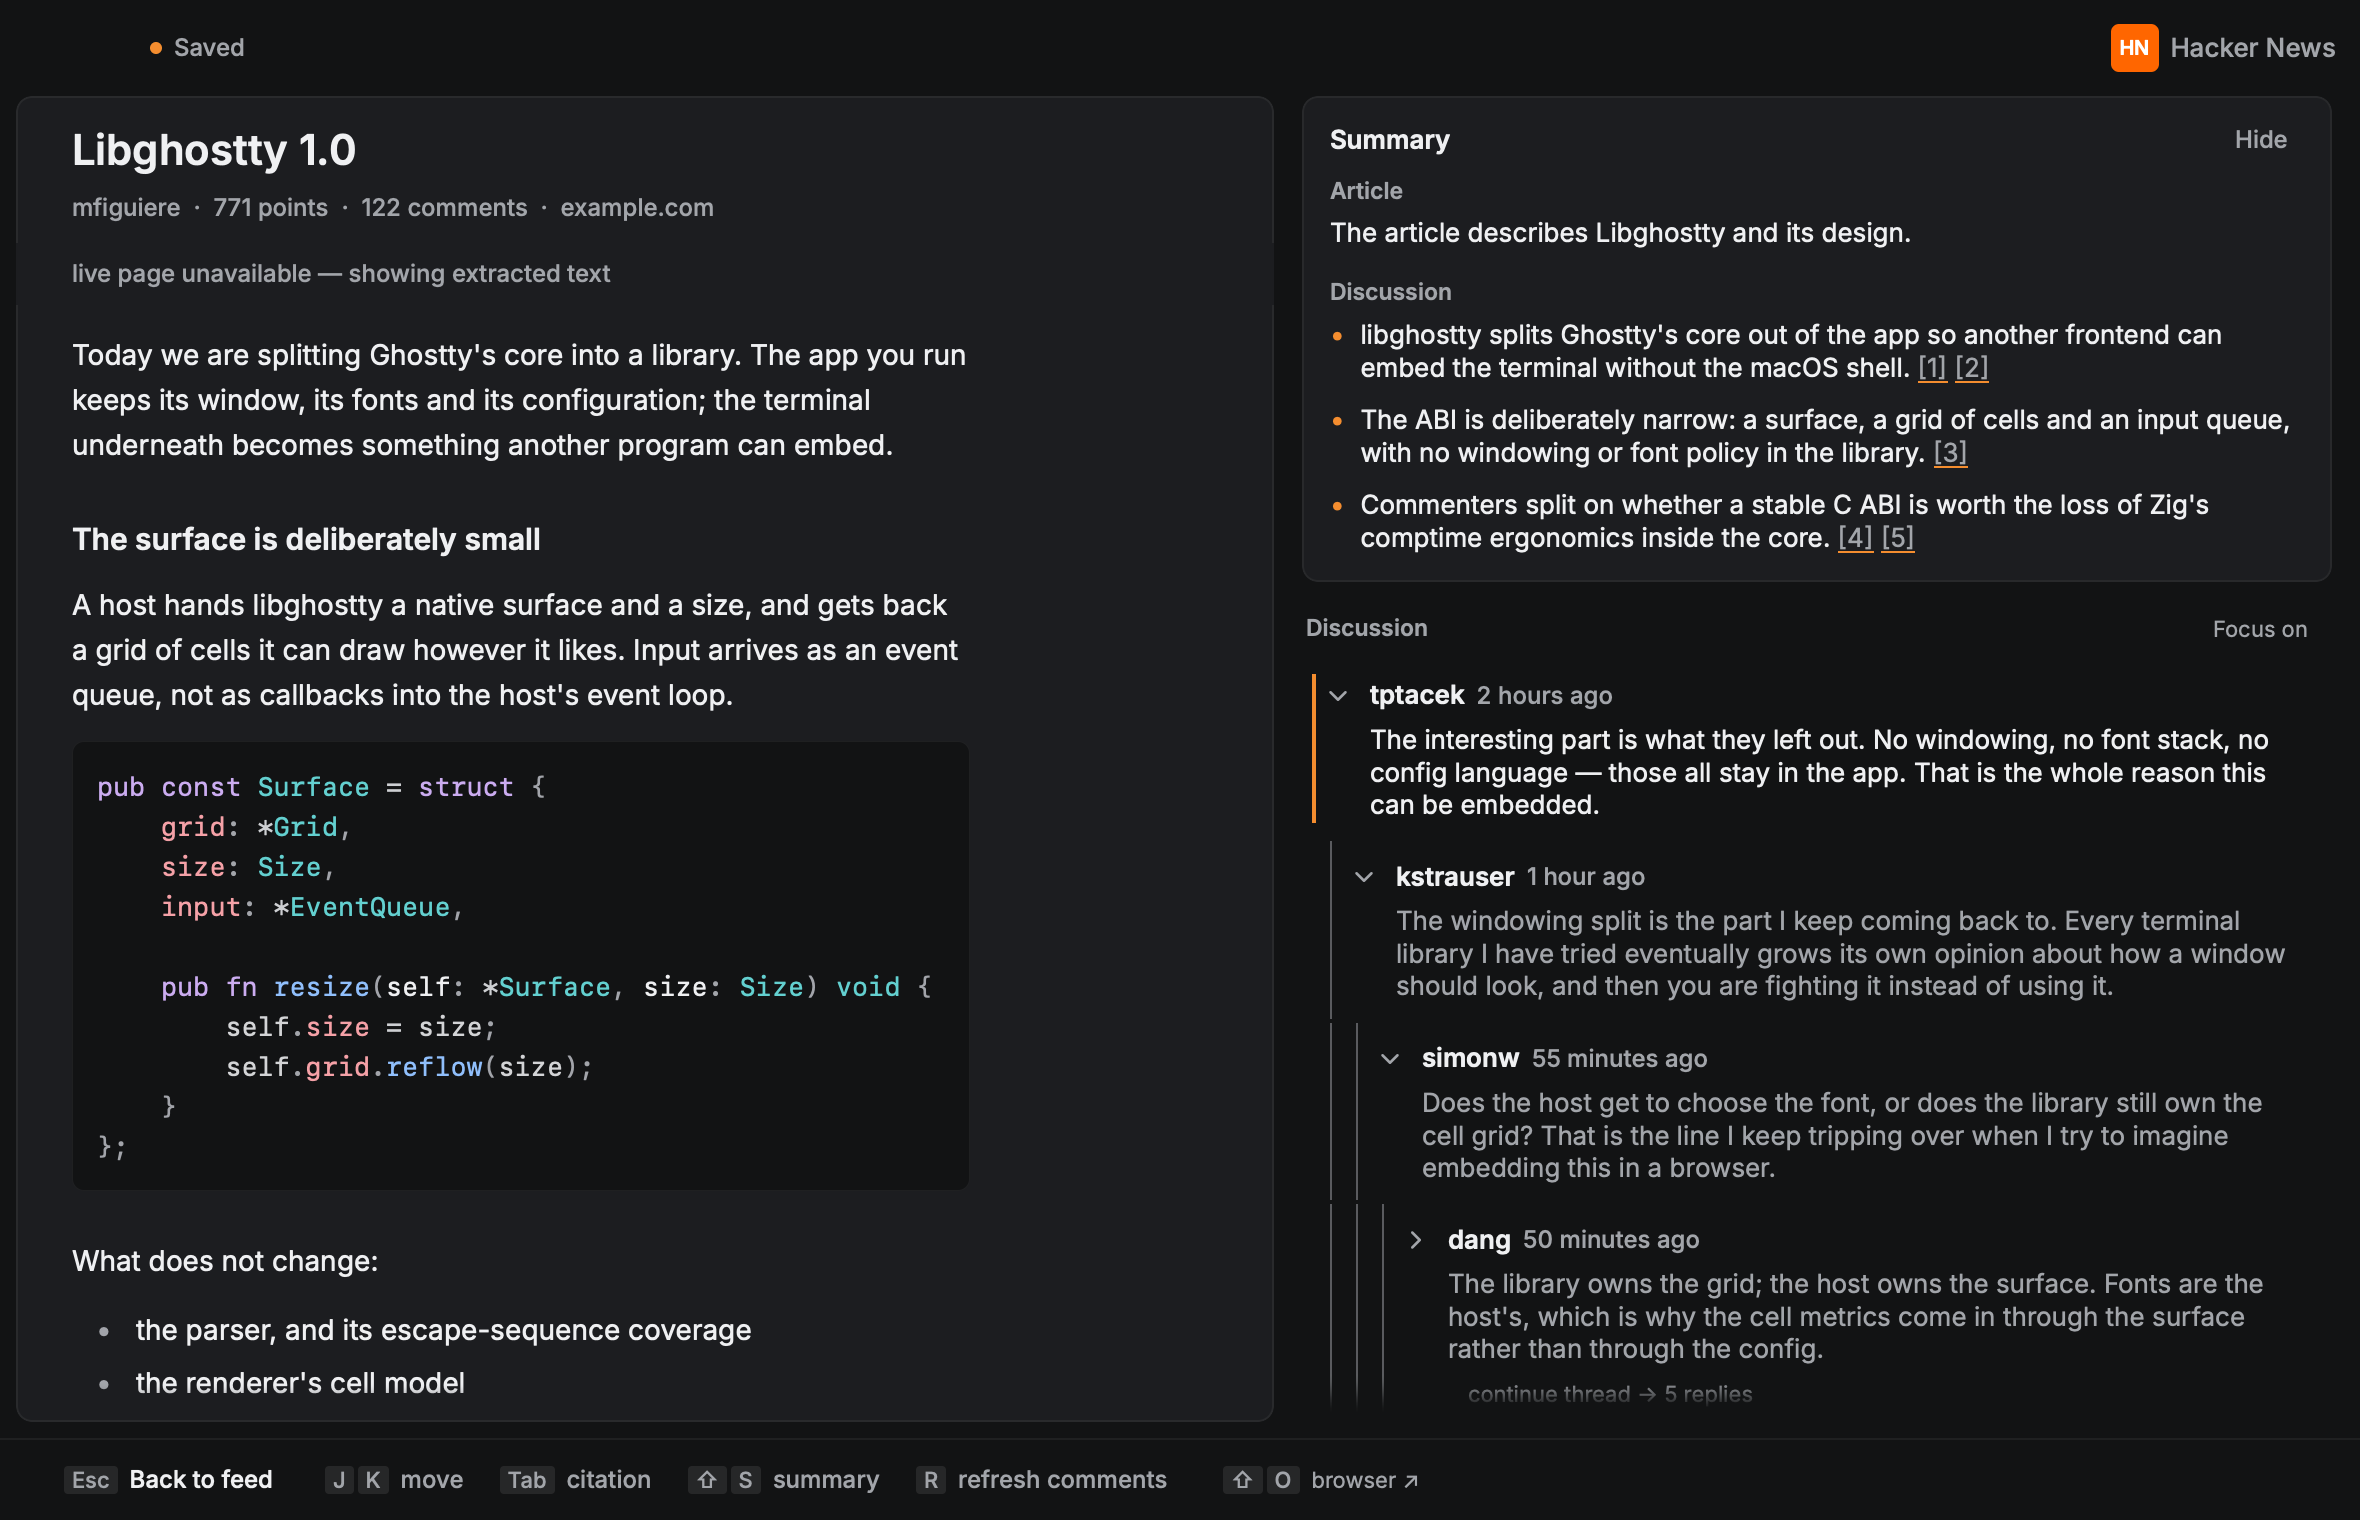 Saved
HN Hacker News
Libghostty 1.0
mfiguiere · 771 points · 122 comments · example.com
live page unavailable — showing extracted text
Today we are splitting Ghostty's core into a library. The app you run
keeps its window, its fonts and its configuration; the terminal
underneath becomes something another program can embed.
The surface is deliberately small
A host hands libghostty a native surface and a size, and gets back
a grid of cells it can draw however it likes. Input arrives as an event
queue, not as callbacks into the host's event loop.
pub const Surface = struct {
    grid: *Grid,
    size: Size,
    input: *EventQueue,

    pub fn resize(self: *Surface, size: Size) void {
        self.size = size;
        self.grid.reflow(size);
    }
};
What does not change:
• the parser, and its escape-sequence coverage
• the renderer's cell model
Summary
Hide
Article
The article describes Libghostty and its design.
Discussion
• libghostty splits Ghostty's core out of the app so another frontend can
embed the terminal without the macOS shell. [1] [2]
• The ABI is deliberately narrow: a surface, a grid of cells and an input queue,
with no windowing or font policy in the library. [3]
• Commenters split on whether a stable C ABI is worth the loss of Zig's
comptime ergonomics inside the core. [4] [5]
Discussion
Focus on
tptacek 2 hours ago
The interesting part is what they left out. No windowing, no font stack, no
config language — those all stay in the app. That is the whole reason this
can be embedded.
kstrauser 1 hour ago
The windowing split is the part I keep coming back to. Every terminal
library I have tried eventually grows its own opinion about how a window
should look, and then you are fighting it instead of using it.
simonw 55 minutes ago
Does the host get to choose the font, or does the library still own the
cell grid? That is the line I keep tripping over when I try to imagine
embedding this in a browser.
dang 50 minutes ago
The library owns the grid; the host owns the surface. Fonts are the
host's, which is why the cell metrics come in through the surface
rather than through the config.
continue thread → 5 replies
Esc Back to feed J K move Tab citation ⇧ S summary R refresh comments ⇧ O browser ↗